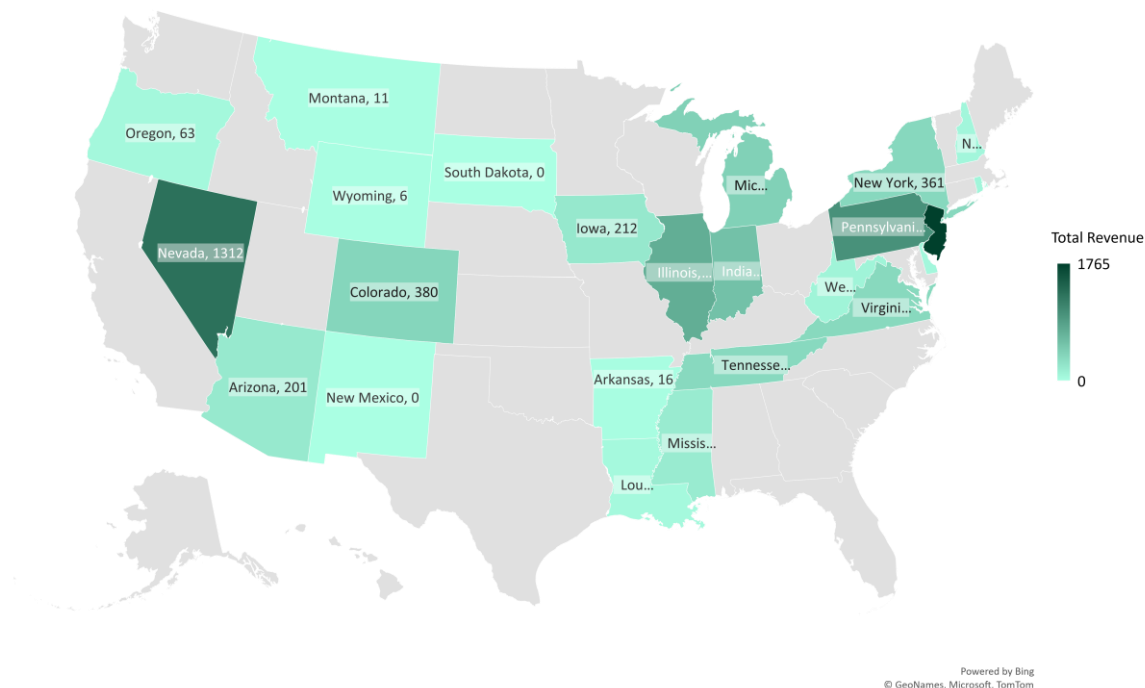 Montana, 11
Oregon, 63
N...
South Dakota, 0
New York, 361
Mic...
Wyoming, 6
Iowa, 212
Pennsylvani...
Total Revenue
Nevada, 1312
1765
Illinois,...
India...
We...
Colorado, 380
Virgini...
Tennesse...
Arkansas, 16
0
Arizona, 201
New Mexico, 0
Missis...
Lou...
Powered by Bing
© GeoNames, Microsoft, TomTom